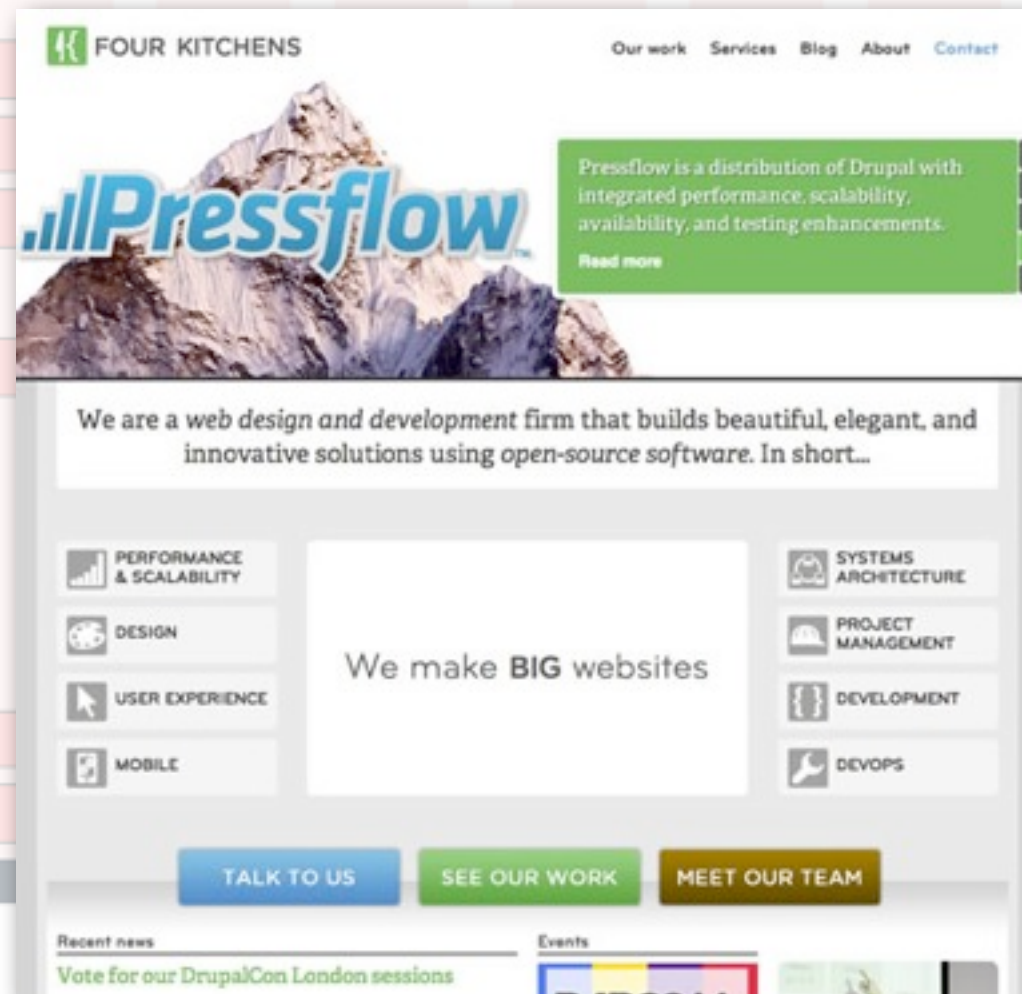 FOUR KITCHENS
Our work Services Blog About Contact
Pressflow™
Pressflow is a distribution of Drupal with
integrated performance, scalability,
availability, and testing enhancements.
Read more
We are a web design and development firm that builds beautiful, elegant, and
innovative solutions using open-source software. In short...
PERFORMANCE
& SCALABILITY
DESIGN
USER EXPERIENCE
MOBILE
We make BIG websites
SYSTEMS
ARCHITECTURE
PROJECT
MANAGEMENT
DEVELOPMENT
DEVOPS
TALK TO US
SEE OUR WORK
MEET OUR TEAM
Recent news
Vote for our DrupalCon London sessions
Events